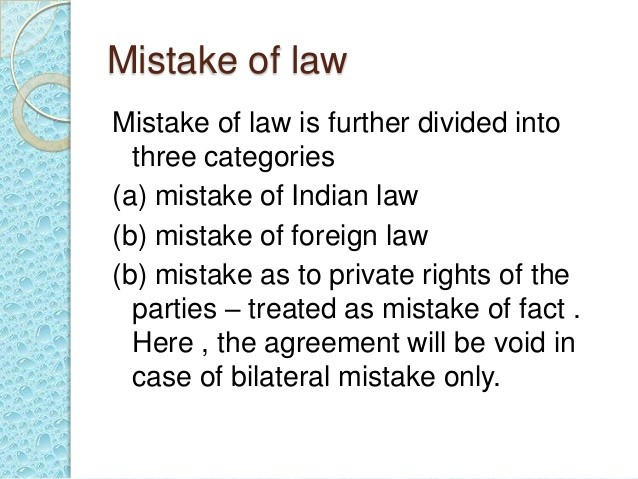 Mistake of law
Mistake of law is further divided into
three categories
(a) mistake of Indian law
(b) mistake of foreign law
(b) mistake as to private rights of the
parties – treated as mistake of fact .
Here , the agreement will be void in
case of bilateral mistake only.